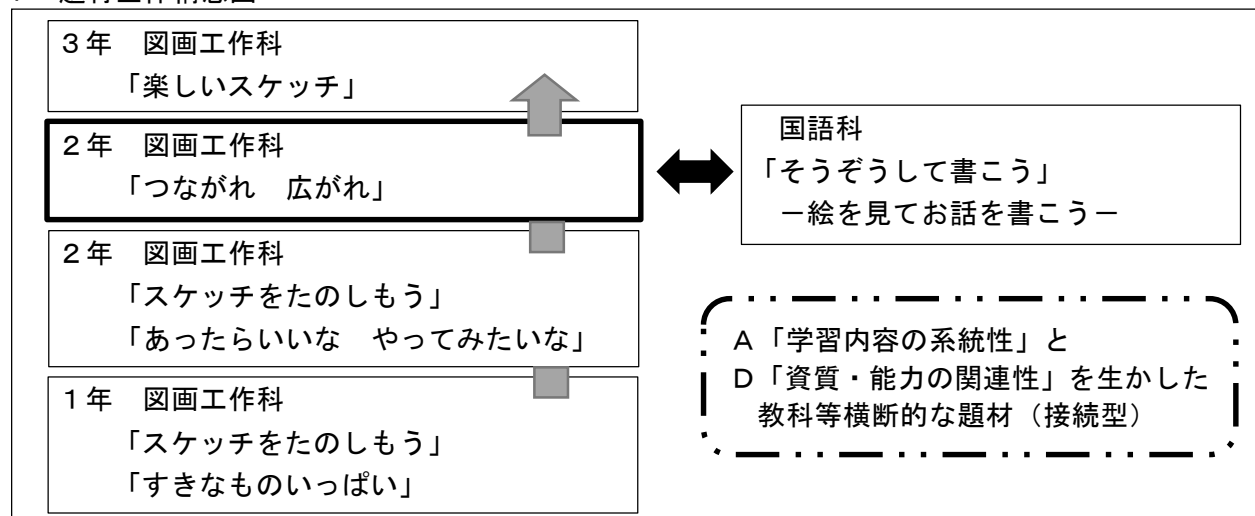 3年 図画工作科
「楽しいスケッチ」
2年 図画工作科
「つながれ 広がれ」
2年 図画工作科
「スケッチをたのしもう」
「あったらいいな やってみたいな」
1年 図画工作科
「スケッチをたのしもう」
「すきなものいっぱい」
国語科
「そうぞうして書こう」
－絵を見てお話を書こう－
A「学習内容の系統性」と
D「資質・能力の関連性」を生かした
教科等横断的な題材（接続型）